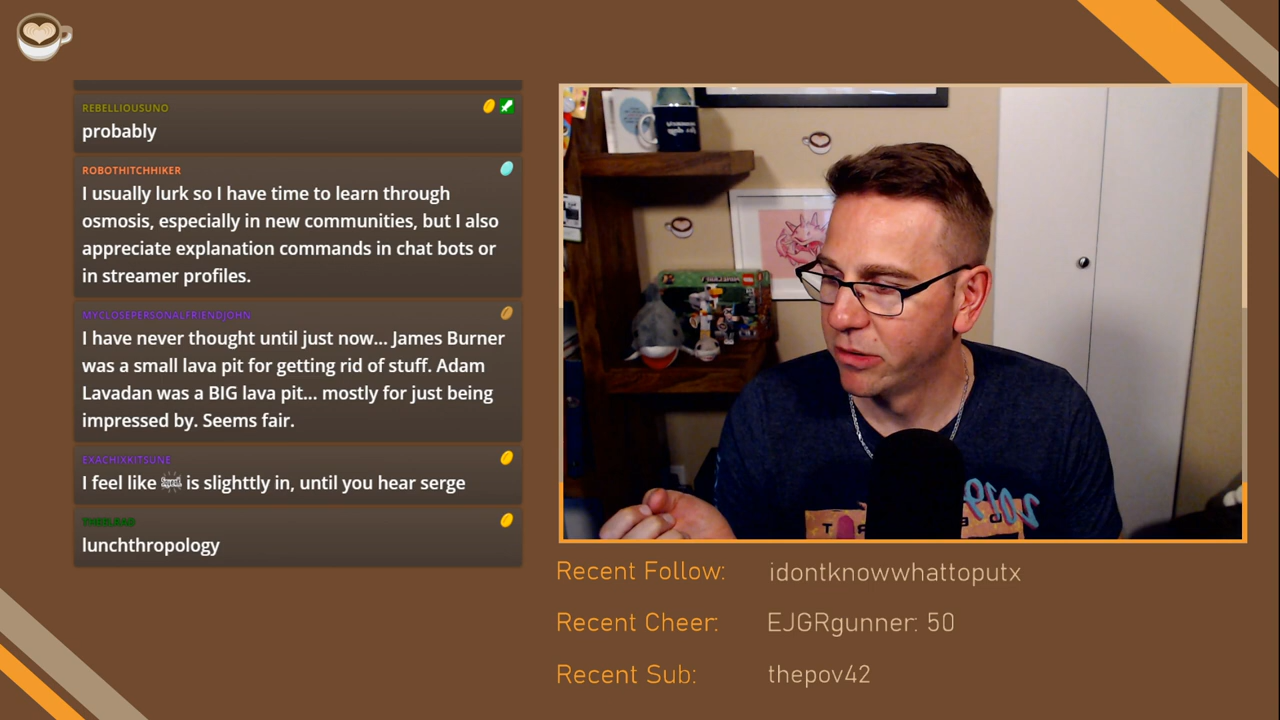 REBELLIOUSUNO
probably
ROBOTHITCHHIKER
I usually lurk so I have time to learn through
osmosis, especially in new communities, but I also
appreciate explanation commands in chat bots or
in streamer profiles.
MYCLOSEPERSONALFRIENDJOHN
I have never thought until just now... James Burner
was a small lava pit for getting rid of stuff. Adam
Lavadan was a BIG lava pit... mostly for just being
impressed by. Seems fair.
EXACHIXKITSUNE
I feel like is slighttly in, until you hear serge
lunchthropology
MINECRAFT
2019
Recent Follow: idontknowwhattoputx
Recent Cheer: EJGRgunner: 50
Recent Sub: thepov42